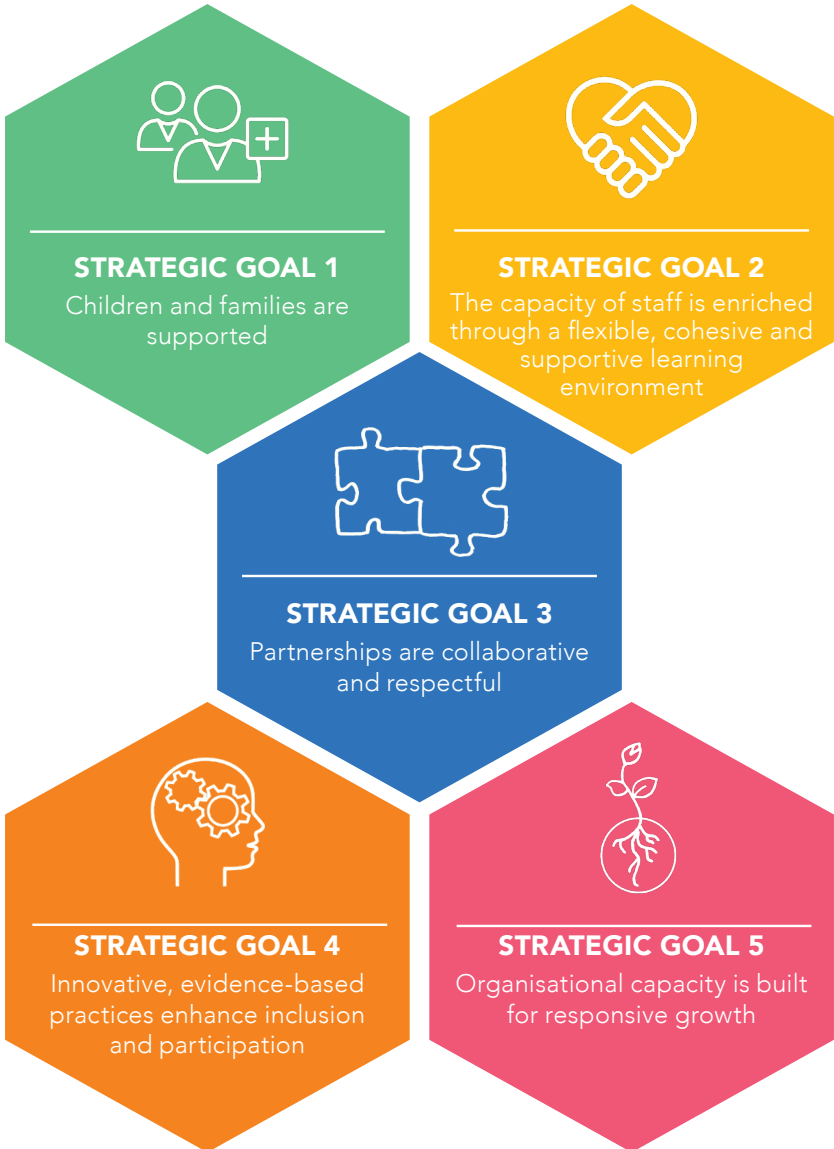 STRATEGIC GOAL 1
Children and families are
supported
STRATEGIC GOAL 2
The capacity of staff is enriched
through a flexible, cohesive and
supportive learning
environment
STRATEGIC GOAL 3
Partnerships are collaborative
and respectful
STRATEGIC GOAL 4
Innovative, evidence-based
practices enhance inclusion
and participation
STRATEGIC GOAL 5
Organisational capacity is built
for responsive growth